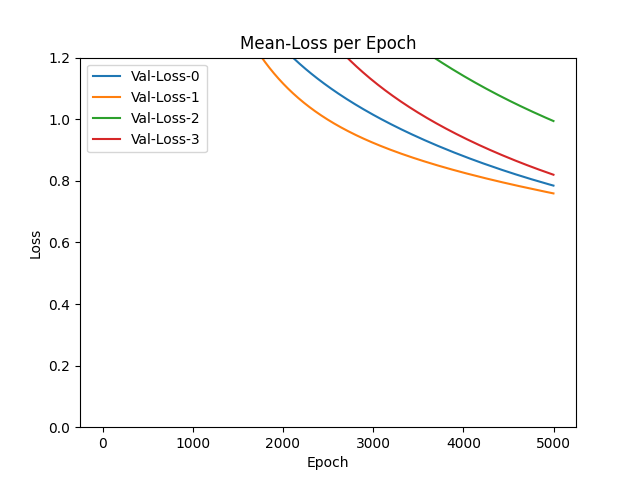 Mean-Loss per Epoch
Val-Loss-0
Val-Loss-1
Val-Loss-2
Val-Loss-3
Loss
1.2
1.0
0.8
0.6
0.4
0.2
0.0
0 1000 2000 3000 4000 5000
Epoch